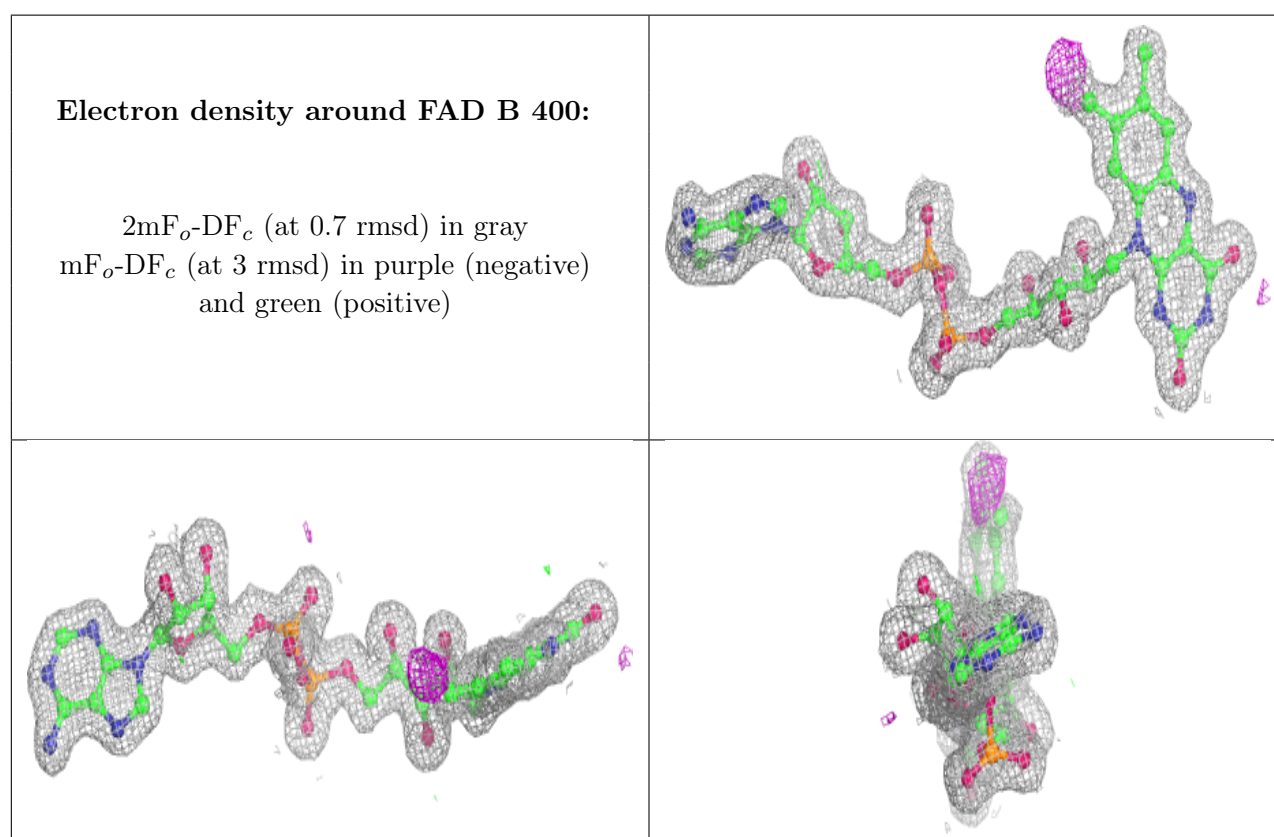 Electron density around FAD B 400:
2mFo-DFc (at 0.7 rmsd) in gray
mFo-DFc (at 3 rmsd) in purple (negative)
and green (positive)